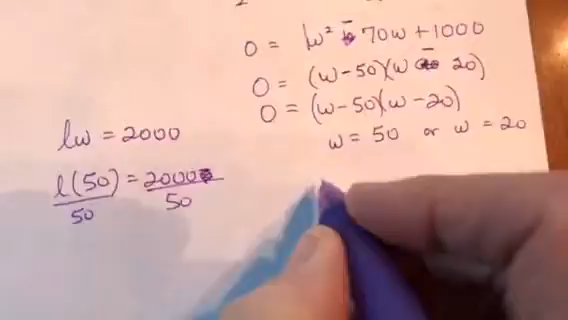 0 = w² - 70w + 1000
0 = (w-50)(w - 20)
0 = (w-50)(w-20)
w = 50 or w = 20
lw = 2000
l(50) = 2000
50 50